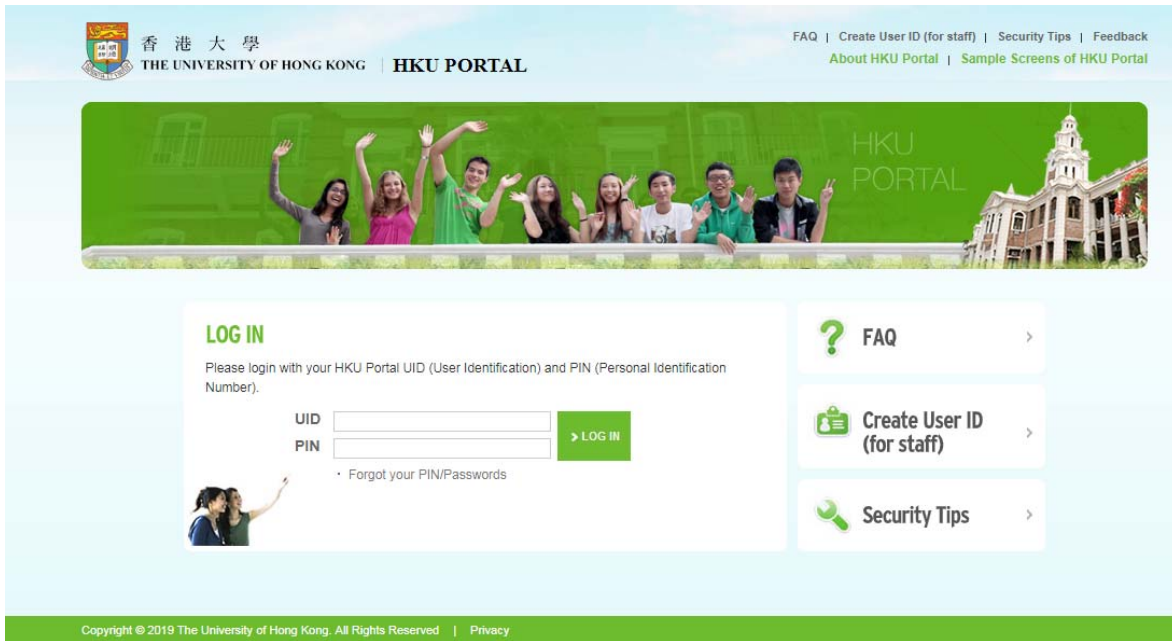 香港大學
THE UNIVERSITY OF HONG KONG | HKU PORTAL
FAQ | Create User ID (for staff) | Security Tips | Feedback
About HKU Portal | Sample Screens of HKU Portal
HKU
PORTAL
LOG IN
Please login with your HKU Portal UID (User Identification) and PIN (Personal Identification
Number).
UID
PIN
> LOG IN
· Forgot your PIN/Passwords
? FAQ >
Create User ID
(for staff) >
Security Tips >
Copyright © 2019 The University of Hong Kong. All Rights Reserved | Privacy